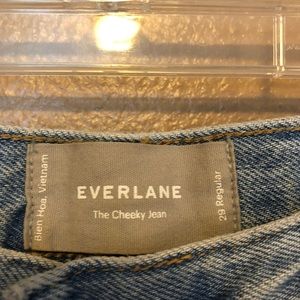 Bien Hoa, Vietnam
EVERLANE
The Cheeky Jean
29 Regular